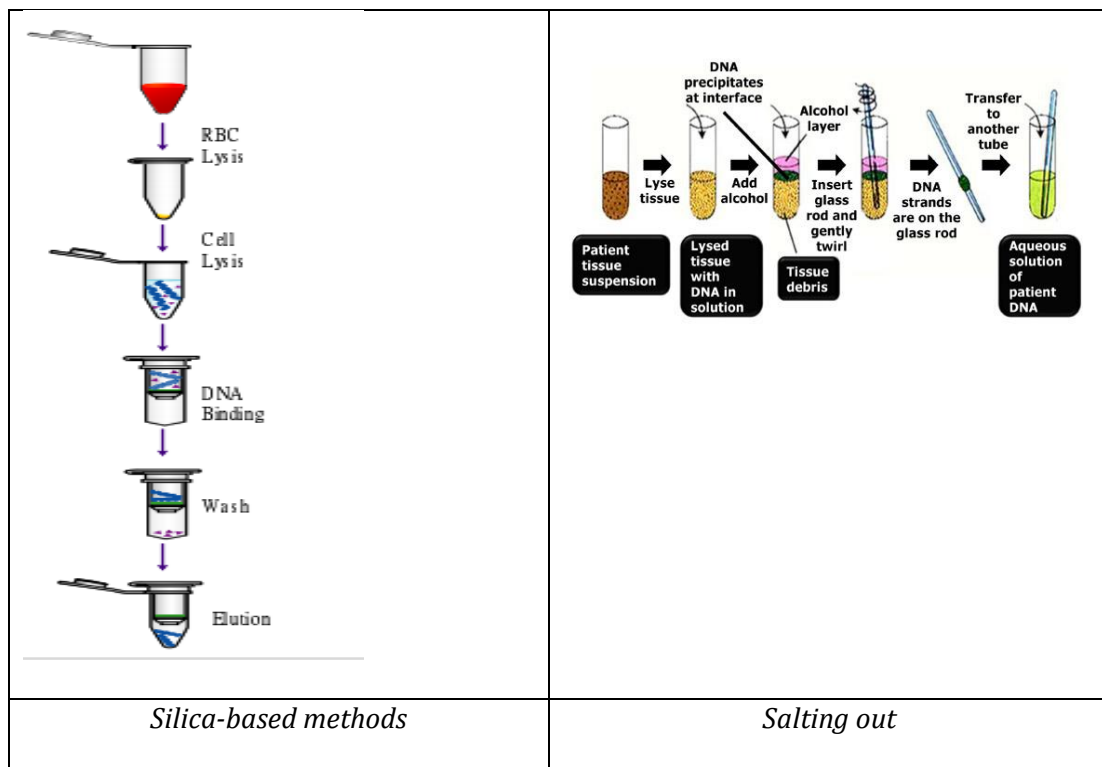 RBC
Lysis
Cell
Lysis
DNA
Binding
Wash
Elution
DNA
precipitates
at interface
Alcohol
layer
Transfer
to
another
tube
Lyse
tissue
Add
alcohol
Insert
glass
rod and
gently
twirl
DNA
strands
are on the
glass rod
Patient
tissue
suspension
Lysed
tissue
with
DNA in
solution
Tissue
debris
Aqueous
solution
of
patient
DNA
Silica-based methods
Salting out